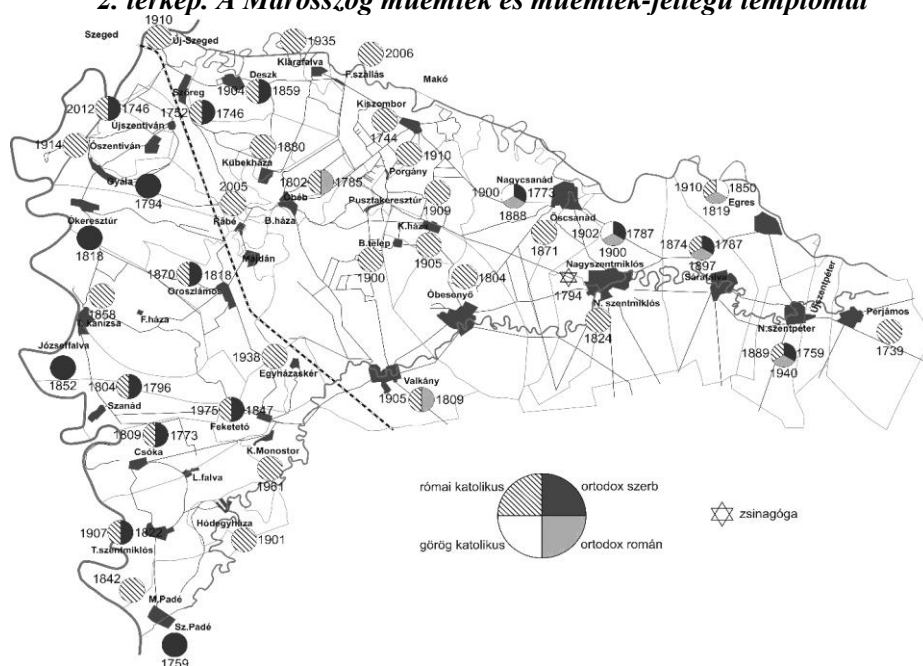 2. térkép. A Marosszög műemlék és műemlék-jellegű templomai
1910
Szeged
Új-Szeged
1935
2006
Klárafalva
F.szállás
Makó
Deszk
1904 1859
Szőreg
1752 1746
2012 1746
Ujszentiván
Kiszombor
1744
1914
Ószentiván
1880
Kübekháza
1910
Porgány
Gyála
1794
1802 1785
Óbéb
Nagycsanád
1900 1773
1888
1910 1850
1819
Egres
2005
Rábé
B.háza
Pusztakeresztúr
1909
Ócsanád
1902 1787
1900
Ókeresztúr
1818
K.háza
B.telep
1905
1871
1874 1787
1897
Sárafalva
Majdán
1900
1870 1818
Oroszlámos
1804
Óbesenyő
Nagyszentmiklós
1794
N. szentmiklós
1824
Újszentpéter
Perjámos
1739
1858
T. Kanizsa
F.háza
N.szentpéter
1889 1759
1940
Józseffalva
1852
1938
Egyházaskér
Valkány
1905 1809
1804 1796
Szanád
1975 1847
Feketetó
1809 1773
Csóka
K.Monostor
1961
L.falva
római katolikus
ortodox szerb
görög katolikus
ortodox román
zsinagóga
Hódegyháza
1901
1907 1822
T.szentmiklós
1842
M.Padé
Sz.Padé
1759